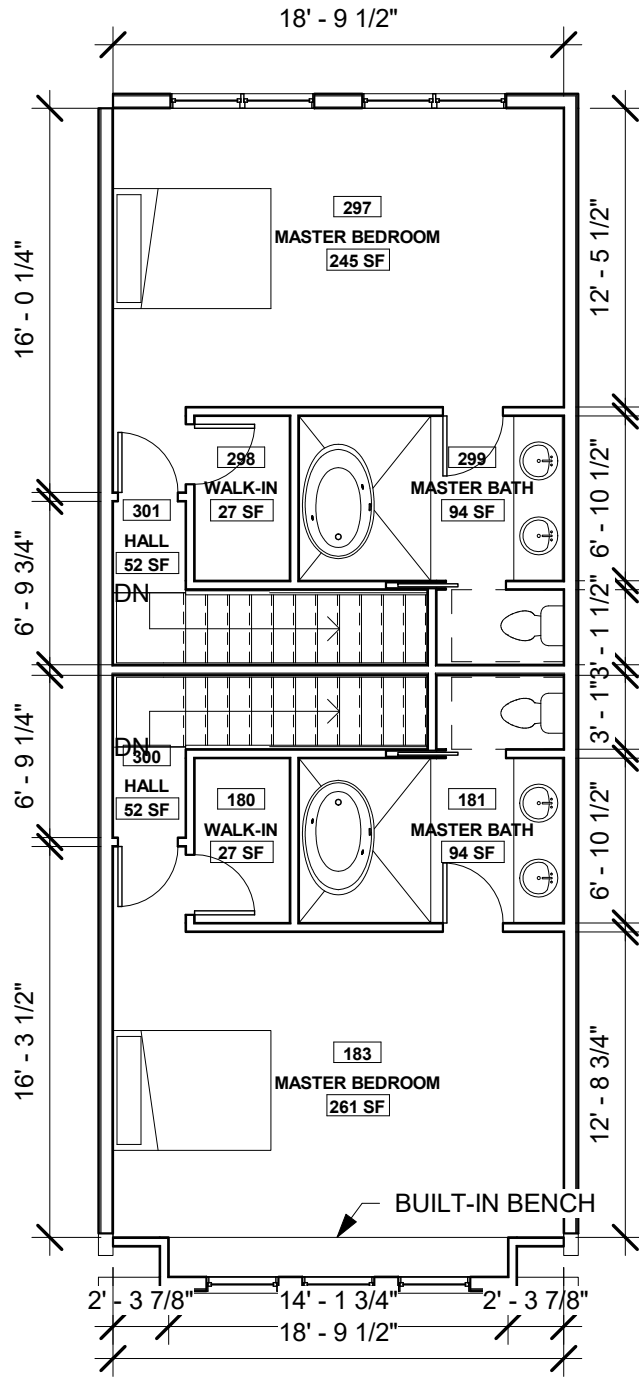 18' - 9 1/2"
16' - 0 1/4"
12' - 5 1/2"
297
MASTER BEDROOM
245 SF
298
WALK-IN
27 SF
299
MASTER BATH
94 SF
6' - 10 1/2"
301
HALL
52 SF
DN
6' - 9 3/4"
3' - 1 1/2"
3' - 1"
6' - 9 1/4"
DN
300
HALL
52 SF
180
WALK-IN
27 SF
181
MASTER BATH
94 SF
6' - 10 1/2"
16' - 3 1/2"
183
MASTER BEDROOM
261 SF
12' - 8 3/4"
BUILT-IN BENCH
2' - 3 7/8"
14' - 1 3/4"
2' - 3 7/8"
18' - 9 1/2"